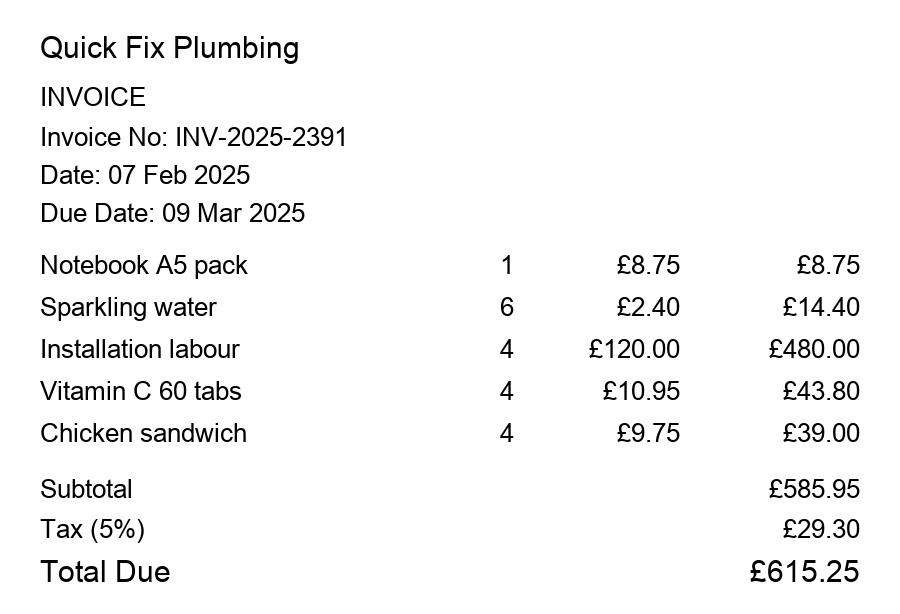 Quick Fix Plumbing
INVOICE
Invoice No: INV-2025-2391
Date: 07 Feb 2025
Due Date: 09 Mar 2025
Notebook A5 pack 1 £8.75 £8.75
Sparkling water 6 £2.40 £14.40
Installation labour 4 £120.00 £480.00
Vitamin C 60 tabs 4 £10.95 £43.80
Chicken sandwich 4 £9.75 £39.00
Subtotal £585.95
Tax (5%) £29.30
Total Due £615.25